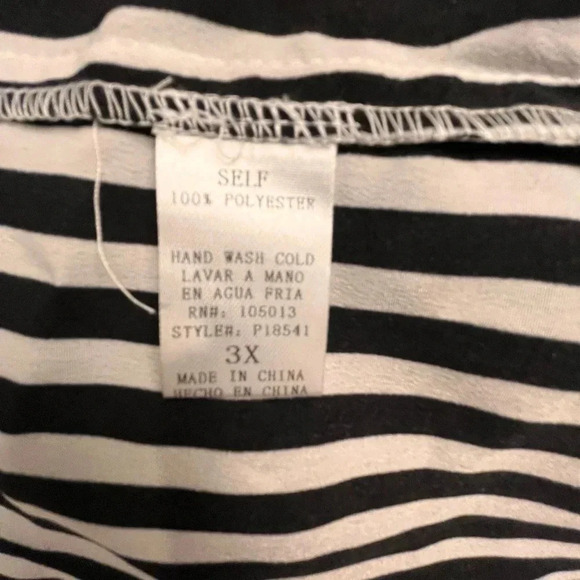 SELF
100% POLYESTER
HAND WASH COLD
LAVAR A MANO
EN AGUA FRIA
RN#: 105013
STYLE#: P18541
3X
MADE IN CHINA
HECHO EN CHINA